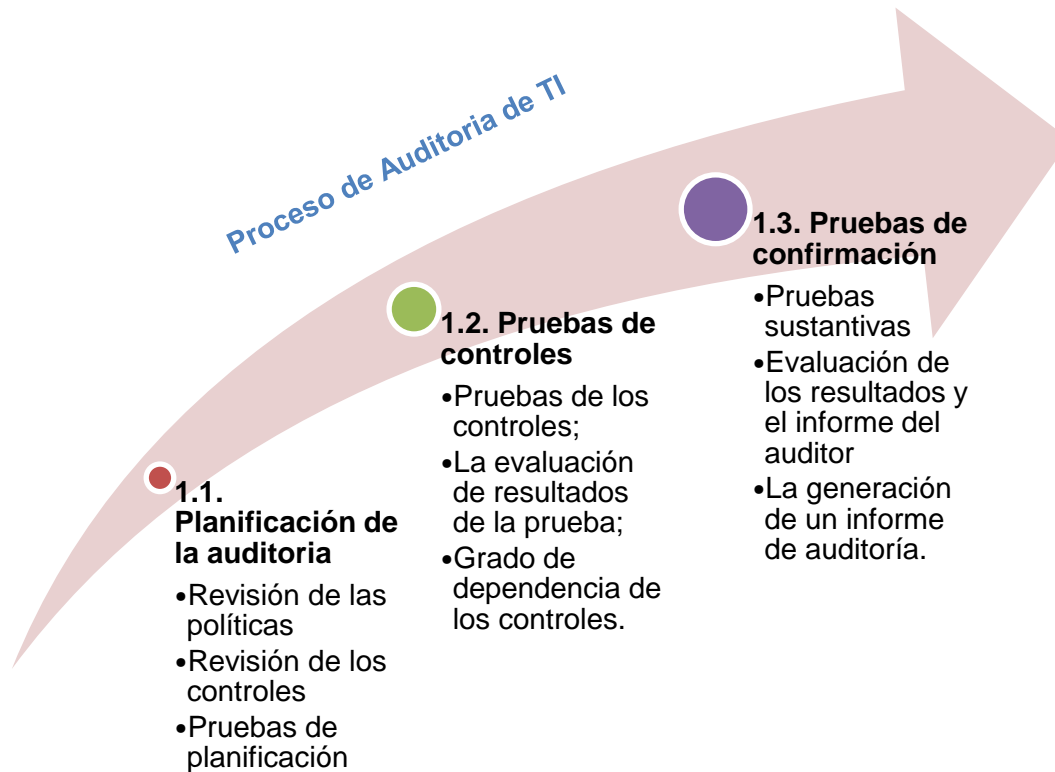 Proceso de Auditoria de TI
1.1.
Planificación de
la auditoria
•Revisión de las
políticas
•Revisión de los
controles
•Pruebas de
planificación
1.2. Pruebas de
controles
•Pruebas de los
controles;
•La evaluación
de resultados
de la prueba;
•Grado de
dependencia de
los controles.
1.3. Pruebas de
confirmación
•Pruebas
sustantivas
•Evaluación de
los resultados y
el informe del
auditor
•La generación
de un informe
de auditoría.